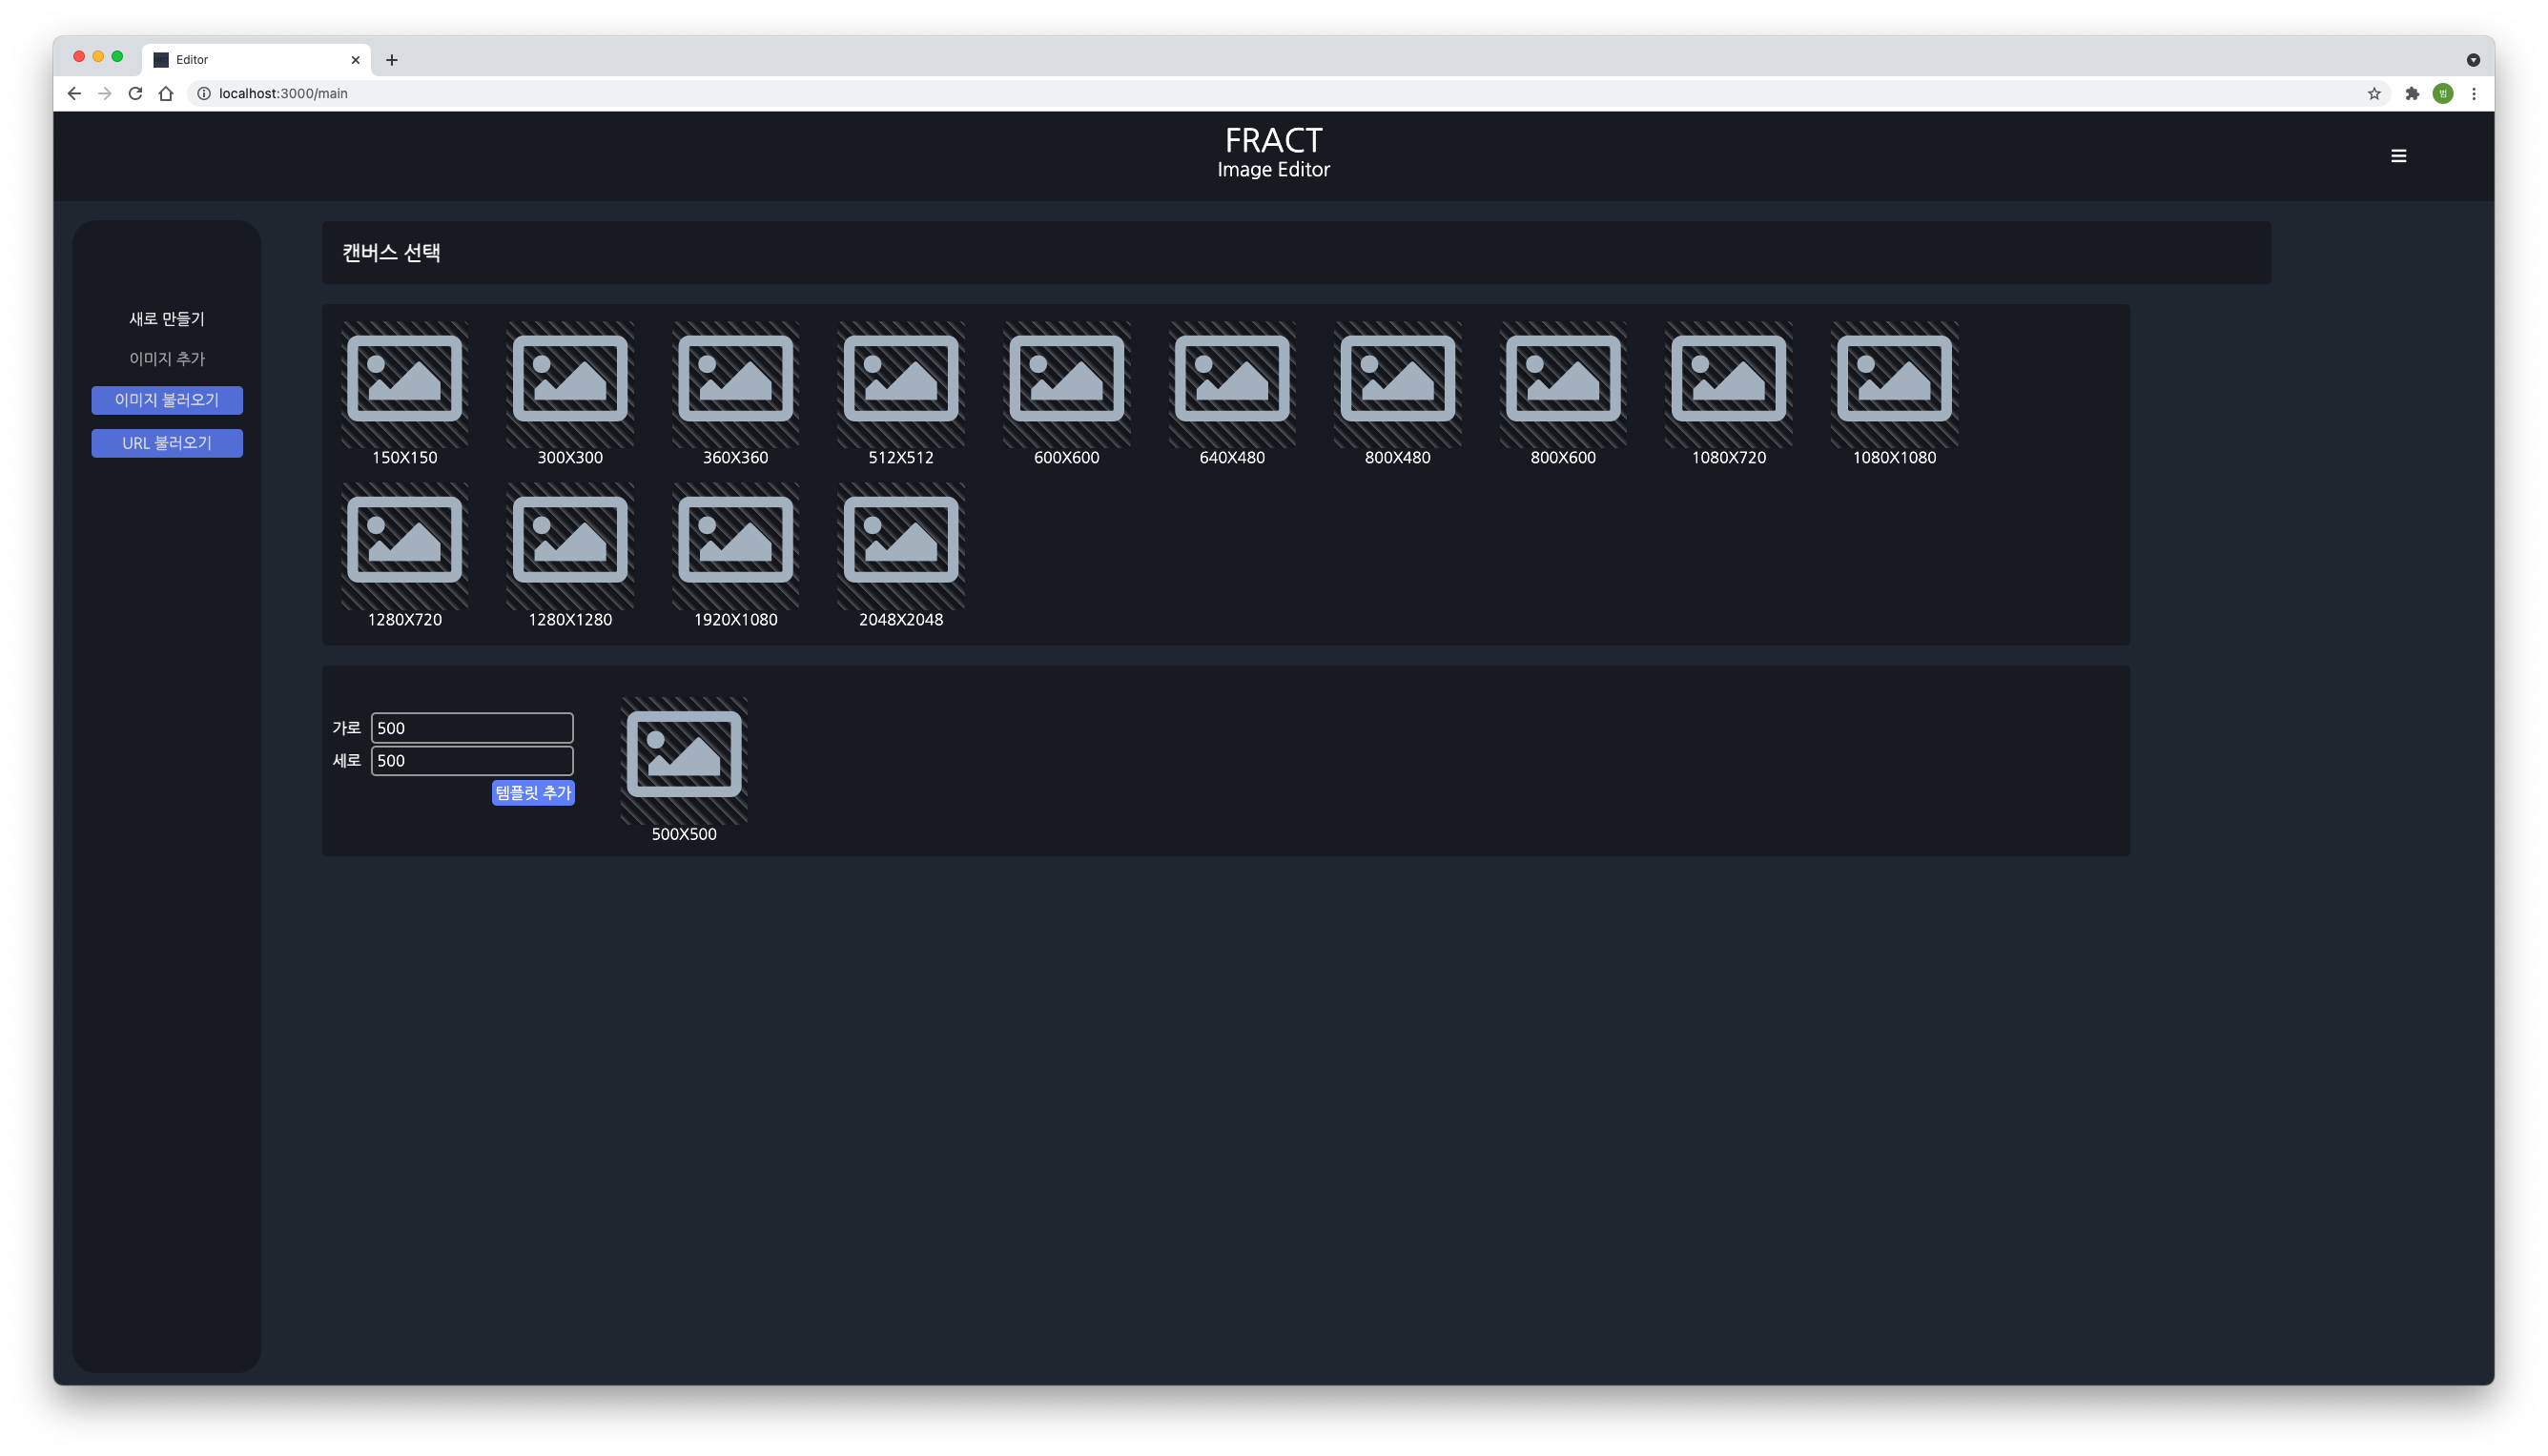 Editor
localhost:3000/main
범
FRACT
Image Editor
캔버스 선택
새로 만들기
이미지 추가
이미지 불러오기
URL 불러오기
150X150 300X300 360X360 512X512 600X600 640X480 800X480 800X600 1080X720 1080X1080
1280X720 1280X1280 1920X1080 2048X2048
가로 500
세로 500
템플릿 추가
500X500